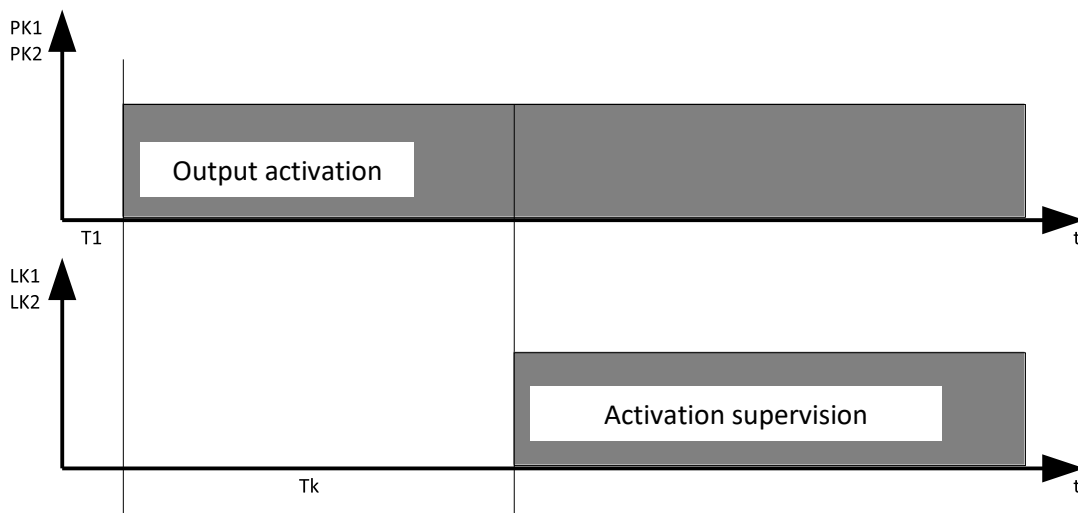 PK1
PK2
Output activation
T1
t
LK1
LK2
Activation supervision
Tk
t